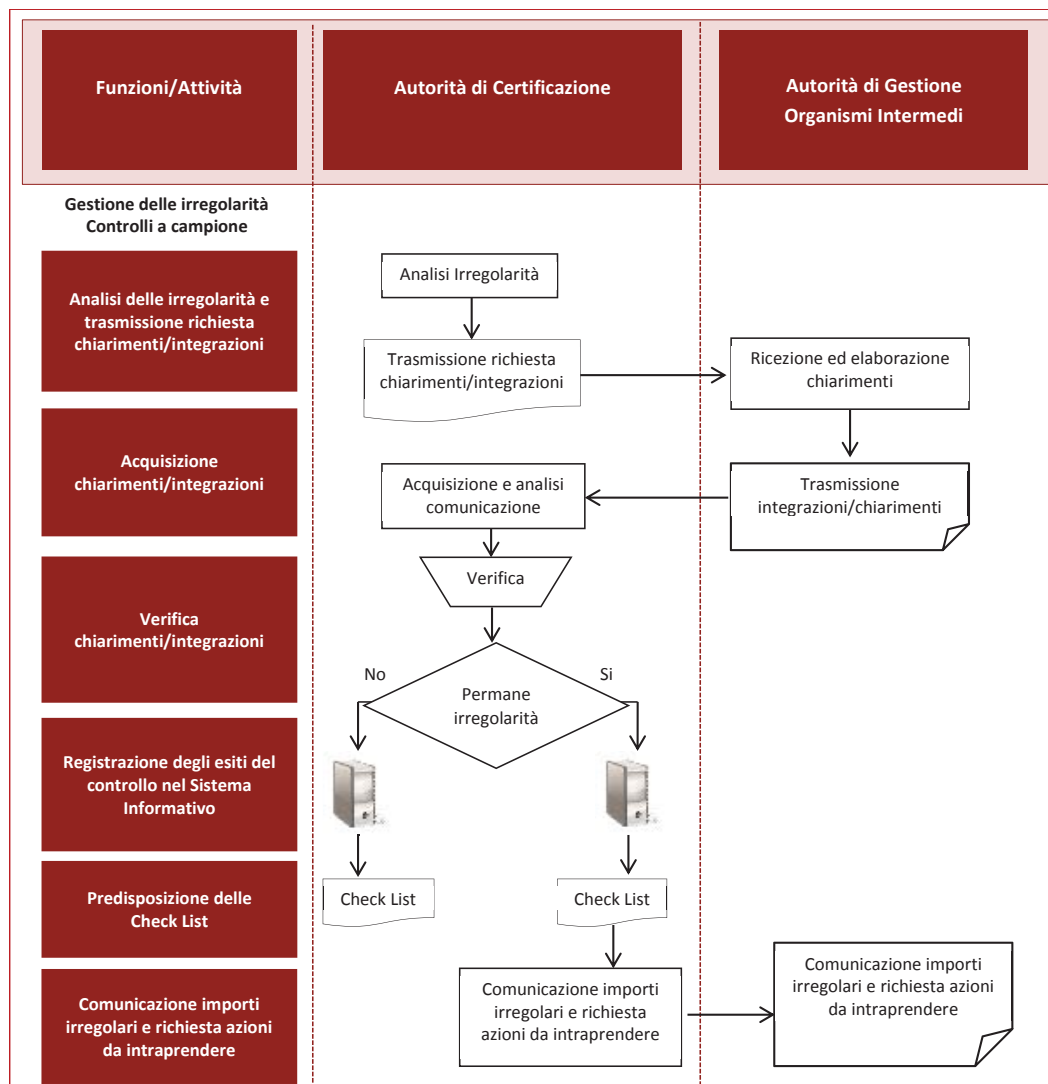 Funzioni/Attività
Autorità di Certificazione
Autorità di Gestione
Organismi Intermedi
Gestione delle irregolarità
Controlli a campione
Analisi delle irregolarità e
trasmissione richiesta
chiarimenti/integrazioni
Analisi Irregolarità
Trasmissione richiesta
chiarimenti/integrazioni
Ricezione ed elaborazione
chiarimenti
Acquisizione
chiarimenti/integrazioni
Acquisizione e analisi
comunicazione
Trasmissione
integrazioni/chiarimenti
Verifica
chiarimenti/integrazioni
Verifica
No
Si
Permane
irregolarità
Registrazione degli esiti del
controllo nel Sistema
Informativo
Predisposizione delle
Check List
Check List
Check List
Comunicazione importi
irregolari e richiesta azioni
da intraprendere
Comunicazione importi
irregolari e richiesta
azioni da intraprendere
Comunicazione importi
irregolari e richiesta azioni
da intraprendere